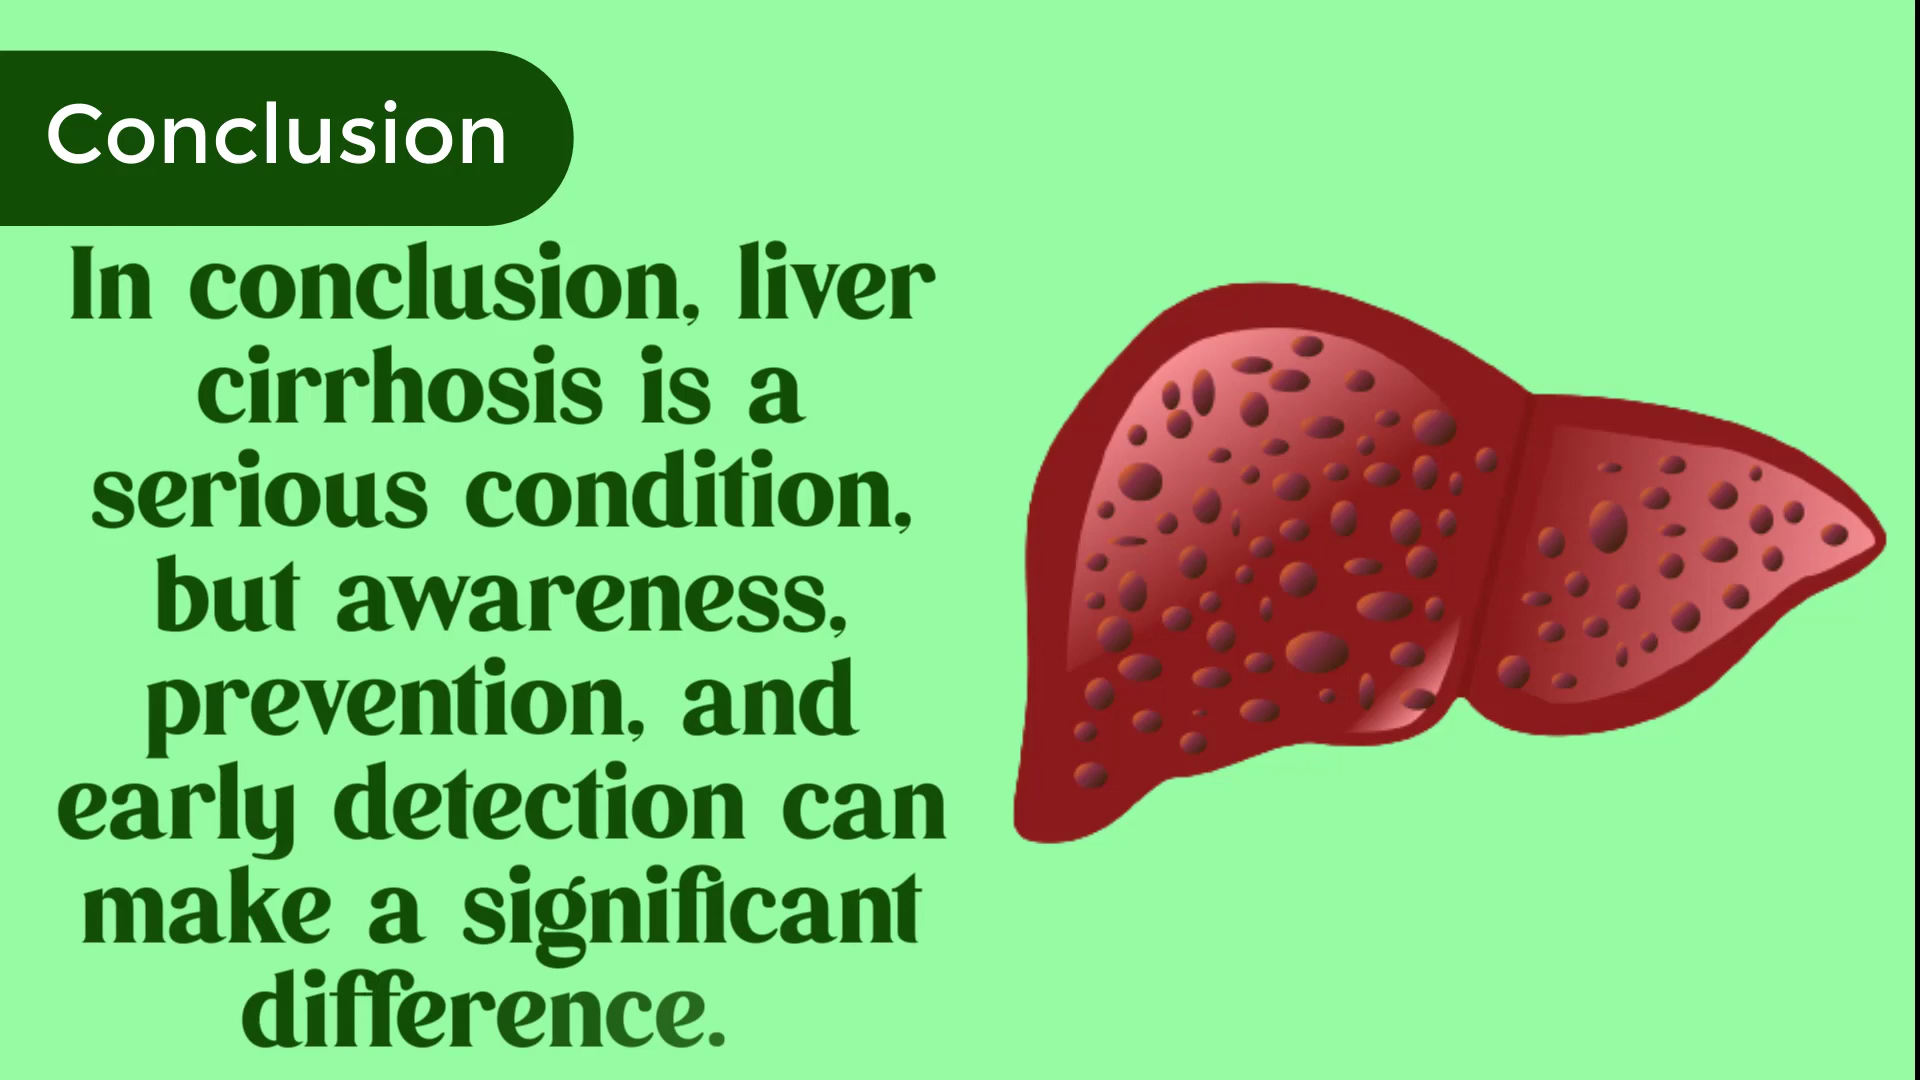 Conclusion
In conclusion, liver
cirrhosis is a
serious condition,
but awareness,
prevention, and
early detection can
make a significant
difference.